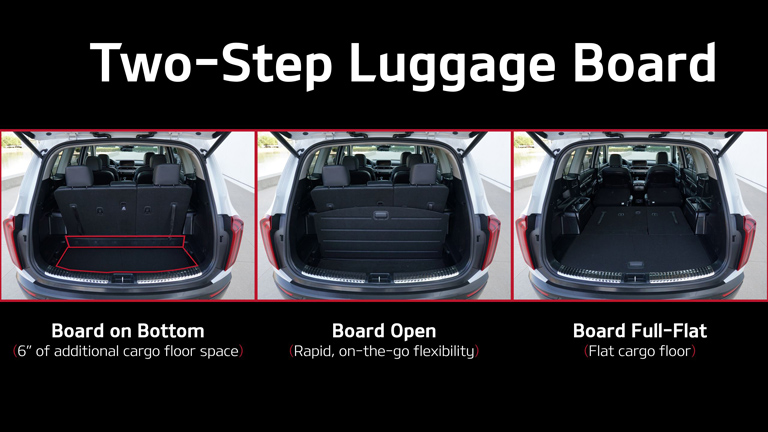 Two-Step Luggage Board
Board on Bottom
(6” of additional cargo floor space)
Board Open
(Rapid, on-the-go flexibility)
Board Full-Flat
(Flat cargo floor)